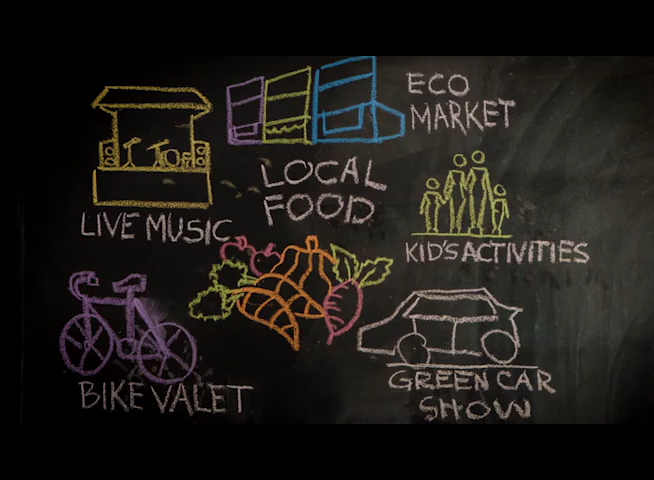 ECO
MARKET
LOCAL
FOOD
LIVE MUSIC
KID'S ACTIVITIES
BIKE VALET
GREEN CAR
SHOW